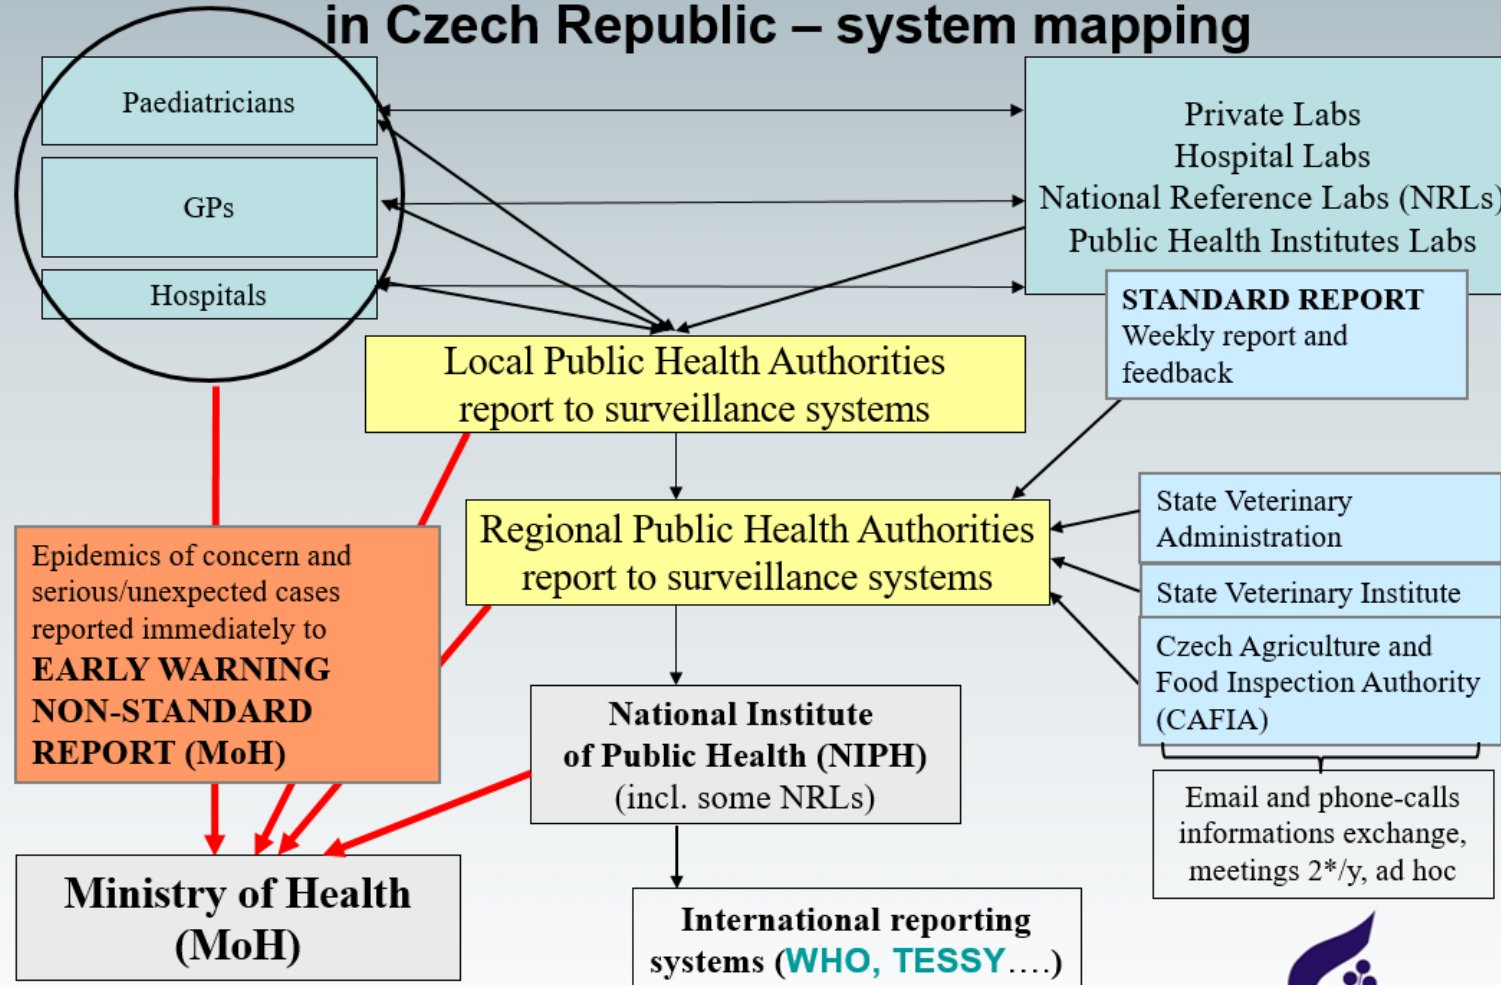 in Czech Republic – system mapping
Paediatricians
GPs
Hospitals
Private Labs
Hospital Labs
National Reference Labs (NRLs)
Public Health Institutes Labs
STANDARD REPORT
Weekly report and
feedback
Local Public Health Authorities
report to surveillance systems
Regional Public Health Authorities
report to surveillance systems
State Veterinary
Administration
State Veterinary Institute
Czech Agriculture and
Food Inspection Authority
(CAFIA)
Epidemics of concern and
serious/unexpected cases
reported immediately to
EARLY WARNING
NON-STANDARD
REPORT (MoH)
National Institute
of Public Health (NIPH)
(incl. some NRLs)
Email and phone-calls
informations exchange,
meetings 2*/y, ad hoc
Ministry of Health
(MoH)
International reporting
systems (WHO, TESSY....)